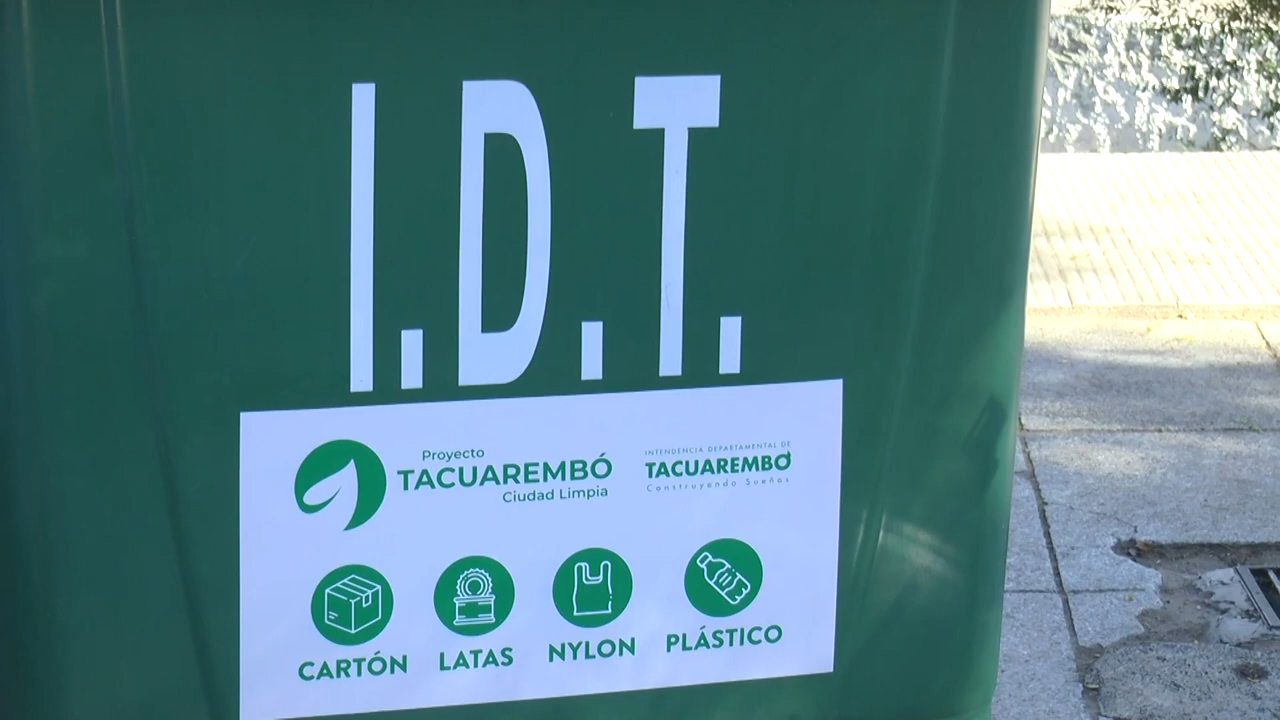 I.D.T.
Proyecto
TACUAREMBÓ
Ciudad Limpia
INTENDENCIA DEPARTAMENTAL DE
TACUAREMBÓ
Construyendo Sueños
CARTÓN LATAS NYLON PLÁSTICO